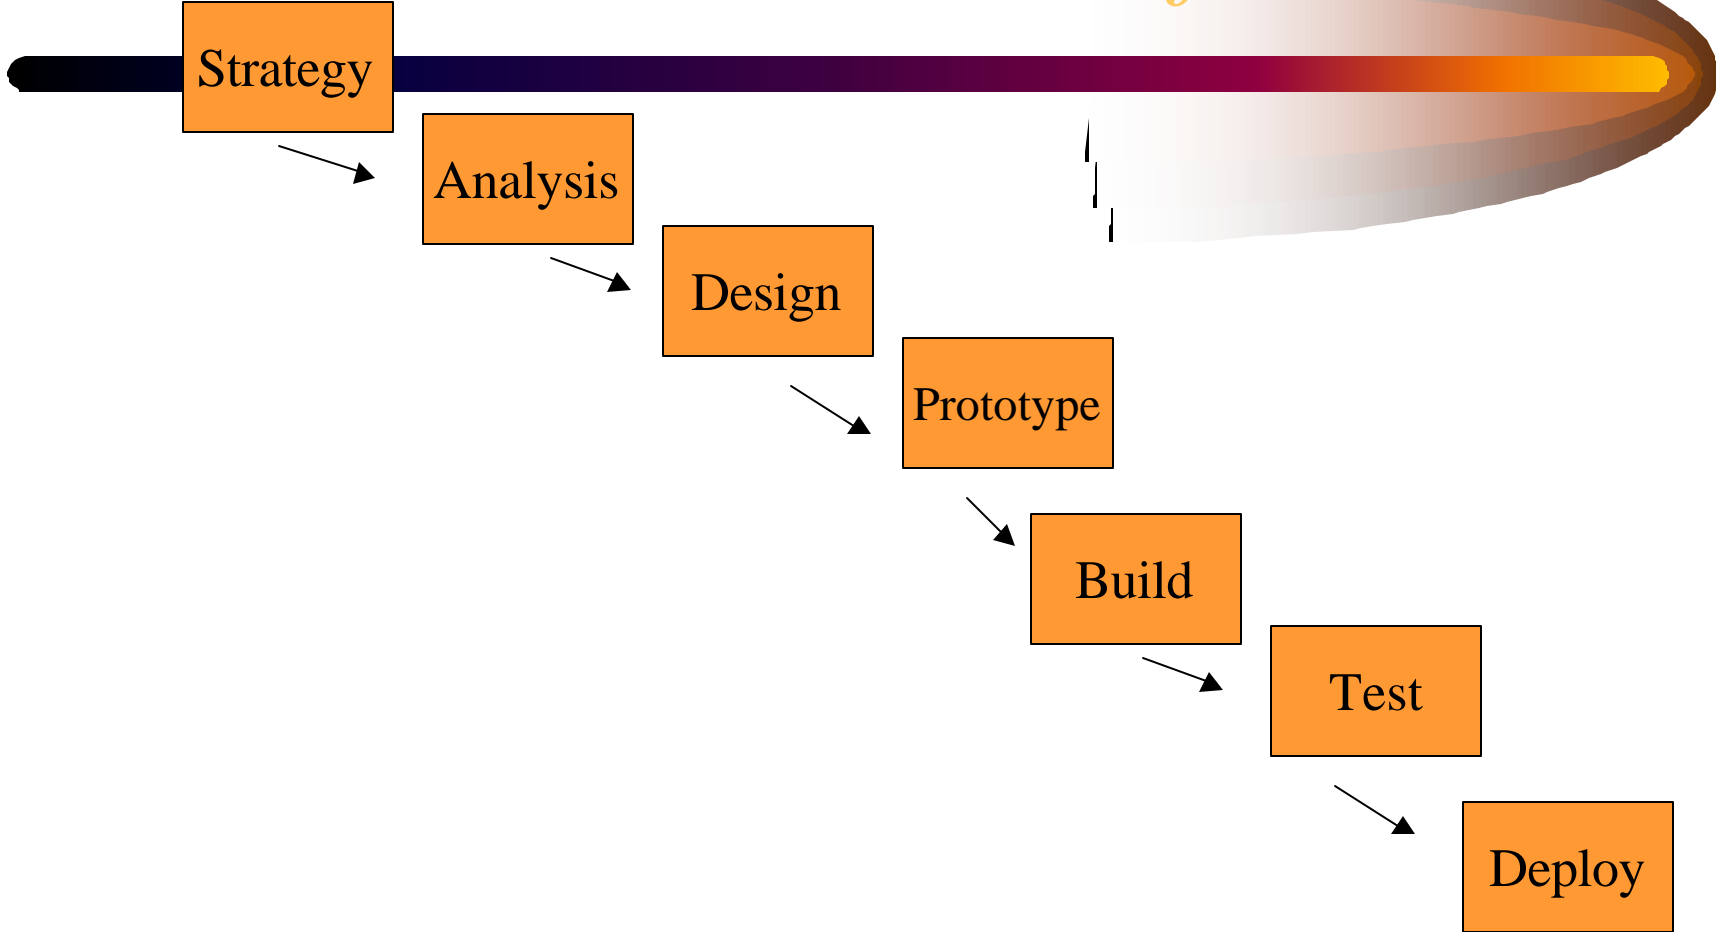 Strategy
Analysis
Design
Prototype
Build
Test
Deploy